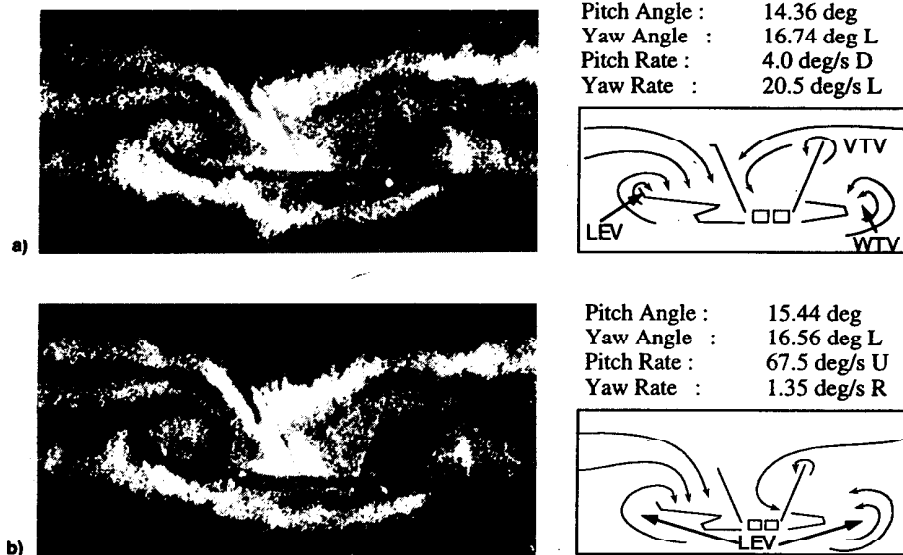 Pitch Angle : 14.36 deg
Yaw Angle : 16.74 deg L
Pitch Rate : 4.0 deg/s D
Yaw Rate : 20.5 deg/s L
VTV
LEV
WTV
a)
Pitch Angle : 15.44 deg
Yaw Angle : 16.56 deg L
Pitch Rate : 67.5 deg/s U
Yaw Rate : 1.35 deg/s R
LEV
b)